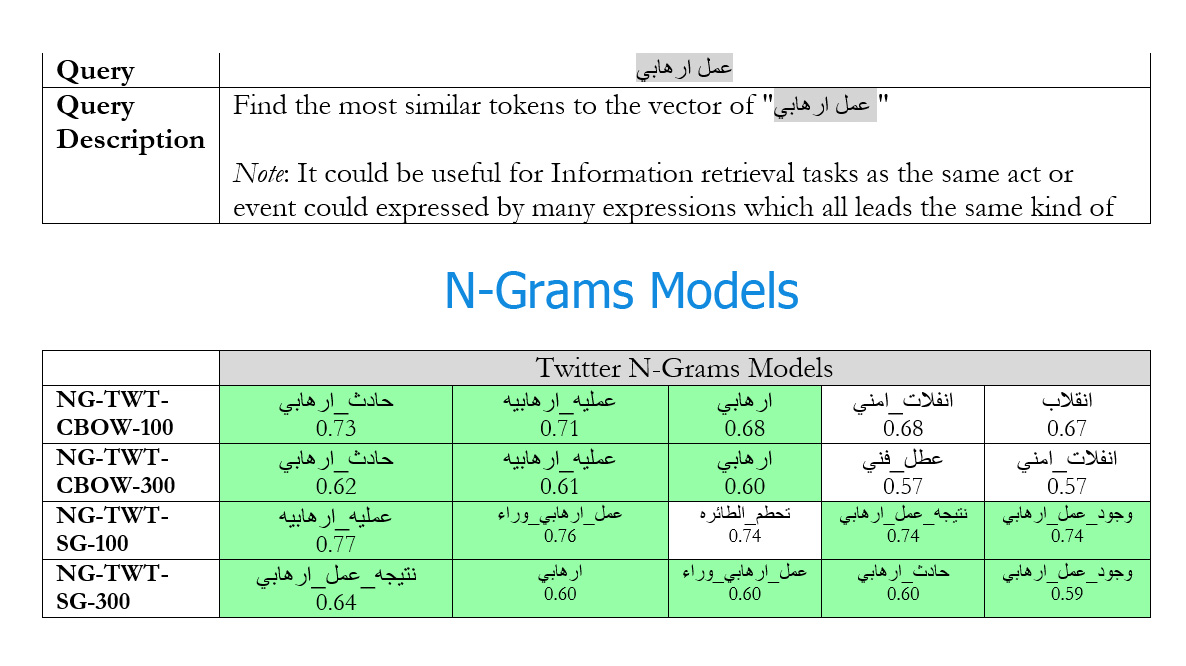 Query
عمل ارهابي
Query
Description
Find the most similar tokens to the vector of "عمل ارهابي "
Note: It could be useful for Information retrieval tasks as the same act or
event could expressed by many expressions which all leads the same kind of
N-Grams Models
Twitter N-Grams Models
NG-TWT-
CBOW-100
حادث_ارهابي
0.73
عمليه_ارهابيه
0.71
ارهابي
0.68
انفلات_امني
0.68
انقلاب
0.67
NG-TWT-
CBOW-300
حادث_ارهابي
0.62
عمليه_ارهابيه
0.61
ارهابي
0.60
عطل_فني
0.57
انفلات_امني
0.57
NG-TWT-
SG-100
عمليه_ارهابيه
0.77
عمل_ارهابي_وراء
0.76
تحطم_الطائره
0.74
نتيجه_عمل_ارهابي
0.74
وجود_عمل_ارهابي
0.74
NG-TWT-
SG-300
نتيجه_عمل_ارهابي
0.64
ارهابي
0.60
عمل_ارهابي_وراء
0.60
حادث_ارهابي
0.60
وجود_عمل_ارهابي
0.59